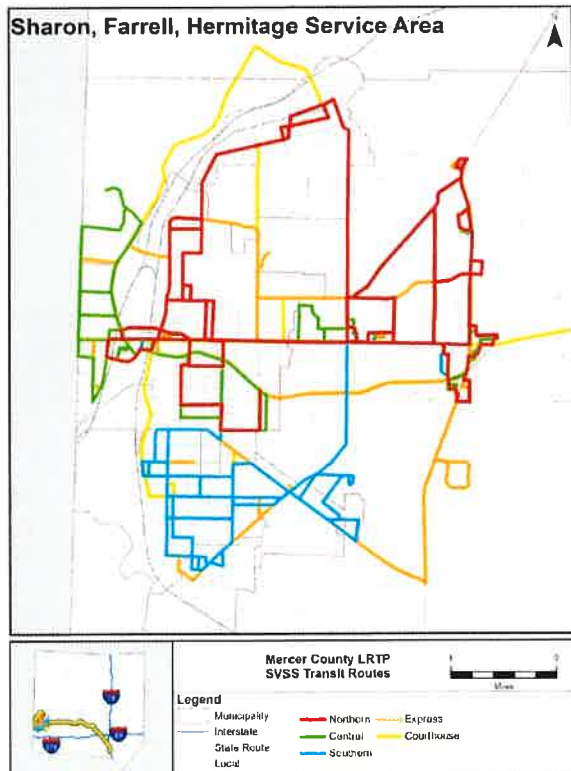 Sharon, Farrell, Hermitage Service Area
Mercer County LRTP
SVSS Transit Routes
Miles
Legend
Municipality
Interstate
State Route
Local
Northern
Central
Southern
Express
Courthouse